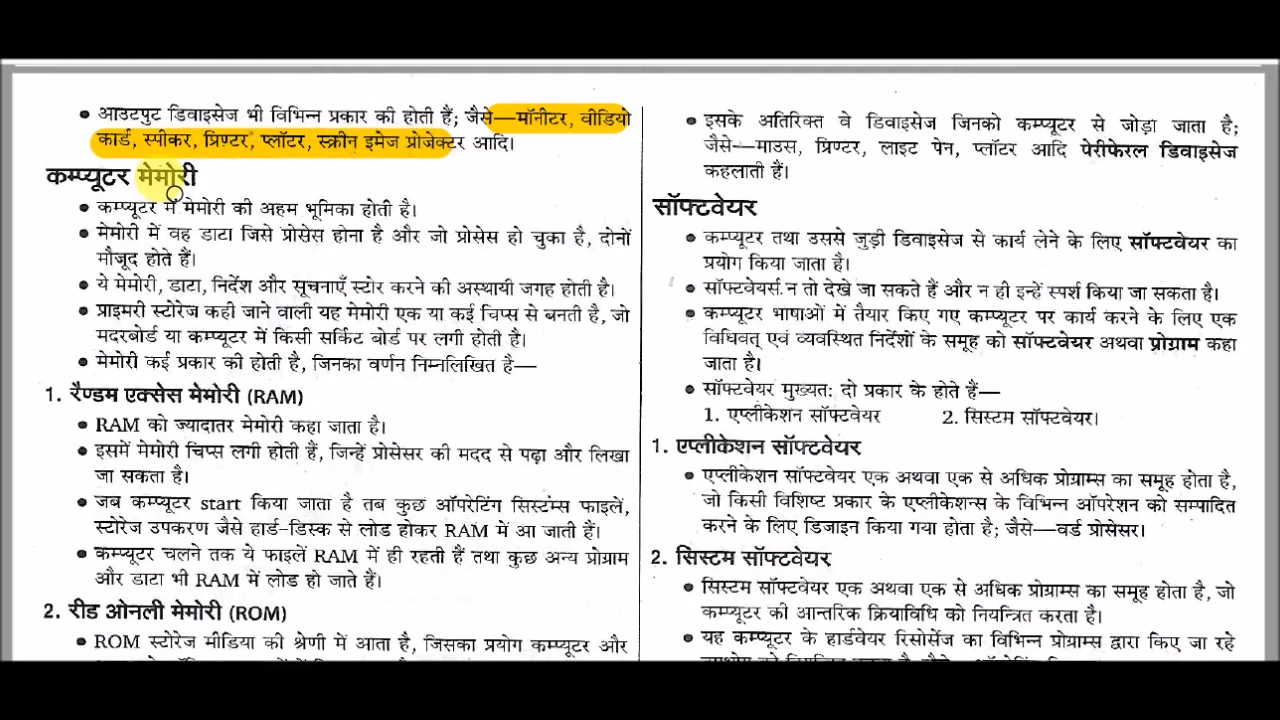 आउटपुट डिवाइसेज भी विभिन्न प्रकार की होती हैं; जैसे—मॉनीटर, वीडियो
कार्ड, स्पीकर, प्रिण्टर, प्लॉटर, स्क्रीन इमेज प्रोजेक्टर आदि।
कम्प्यूटर मेमोरी
कम्प्यूटर में मेमोरी की अहम भूमिका होती है।
मेमोरी में वह डाटा जिसे प्रोसेस होना है और जो प्रोसेस हो चुका है, दोनों
मौजूद होते हैं।
ये मेमोरी, डाटा, निर्देश और सूचनाएँ स्टोर करने की अस्थायी जगह होती है।
प्राइमरी स्टोरेज कही जाने वाली यह मेमोरी एक या कई चिप्स से बनती है, जो
मदरबोर्ड या कम्प्यूटर में किसी सर्किट बोर्ड पर लगी होती है।
मेमोरी कई प्रकार की होती है, जिनका वर्णन निम्नलिखित है—
1. रैण्डम एक्सेस मेमोरी (RAM)
RAM को ज्यादातर मेमोरी कहा जाता है।
इसमें मेमोरी चिप्स लगी होती हैं, जिन्हें प्रोसेसर की मदद से पढ़ा और लिखा
जा सकता है।
जब कम्प्यूटर start किया जाता है तब कुछ ऑपरेटिंग सिस्टम्स फाइलें,
स्टोरेज उपकरण जैसे हार्ड-डिस्क से लोड होकर RAM में आ जाती हैं।
कम्प्यूटर चलने तक ये फाइलें RAM में ही रहती हैं तथा कुछ अन्य प्रोग्राम
और डाटा भी RAM में लोड हो जाते हैं।
2. रीड ओनली मेमोरी (ROM)
ROM स्टोरेज मीडिया की श्रेणी में आता है, जिसका प्रयोग कम्प्यूटर और
इसके अतिरिक्त वे डिवाइसेज जिनको कम्प्यूटर से जोड़ा जाता है;
जैसे—माउस, प्रिण्टर, लाइट पेन, प्लॉटर आदि पेरीफेरल डिवाइसेज
कहलाती हैं।
सॉफ्टवेयर
कम्प्यूटर तथा उससे जुड़ी डिवाइसेज से कार्य लेने के लिए सॉफ्टवेयर का
प्रयोग किया जाता है।
सॉफ्टवेयर्स न तो देखे जा सकते हैं और न ही इन्हें स्पर्श किया जा सकता है।
कम्प्यूटर भाषाओं में तैयार किए गए कम्प्यूटर पर कार्य करने के लिए एक
विधिवत् एवं व्यवस्थित निर्देशों के समूह को सॉफ्टवेयर अथवा प्रोग्राम कहा
जाता है।
सॉफ्टवेयर मुख्यतः दो प्रकार के होते हैं—
1. एप्लीकेशन सॉफ्टवेयर 2. सिस्टम सॉफ्टवेयर।
1. एप्लीकेशन सॉफ्टवेयर
एप्लीकेशन सॉफ्टवेयर एक अथवा एक से अधिक प्रोग्राम्स का समूह होता है,
जो किसी विशिष्ट प्रकार के एप्लीकेशन्स के विभिन्न ऑपरेशन को सम्पादित
करने के लिए डिजाइन किया गया होता है; जैसे—वर्ड प्रोसेसर।
2. सिस्टम सॉफ्टवेयर
सिस्टम सॉफ्टवेयर एक अथवा एक से अधिक प्रोग्राम्स का समूह होता है, जो
कम्प्यूटर की आन्तरिक क्रियाविधि को नियन्त्रित करता है।
यह कम्प्यूटर के हार्डवेयर रिसोर्सेज का विभिन्न प्रोग्राम्स द्वारा किए जा रहे